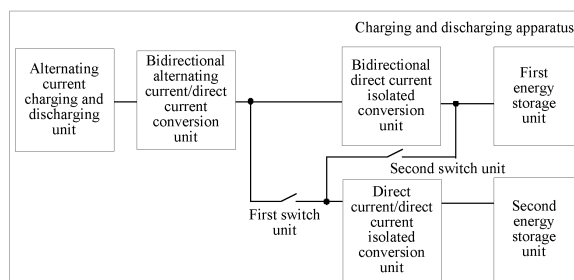 Charging and discharging apparatus
Alternating
current
charging and
discharging
unit
Bidirectional
alternating
current/direct
current
conversion
unit
Bidirectional
direct current
isolated
conversion
unit
First
energy
storage
unit
Second switch unit
First switch
unit
Direct
current/direct
current
isolated
conversion
unit
Second
energy
storage
unit